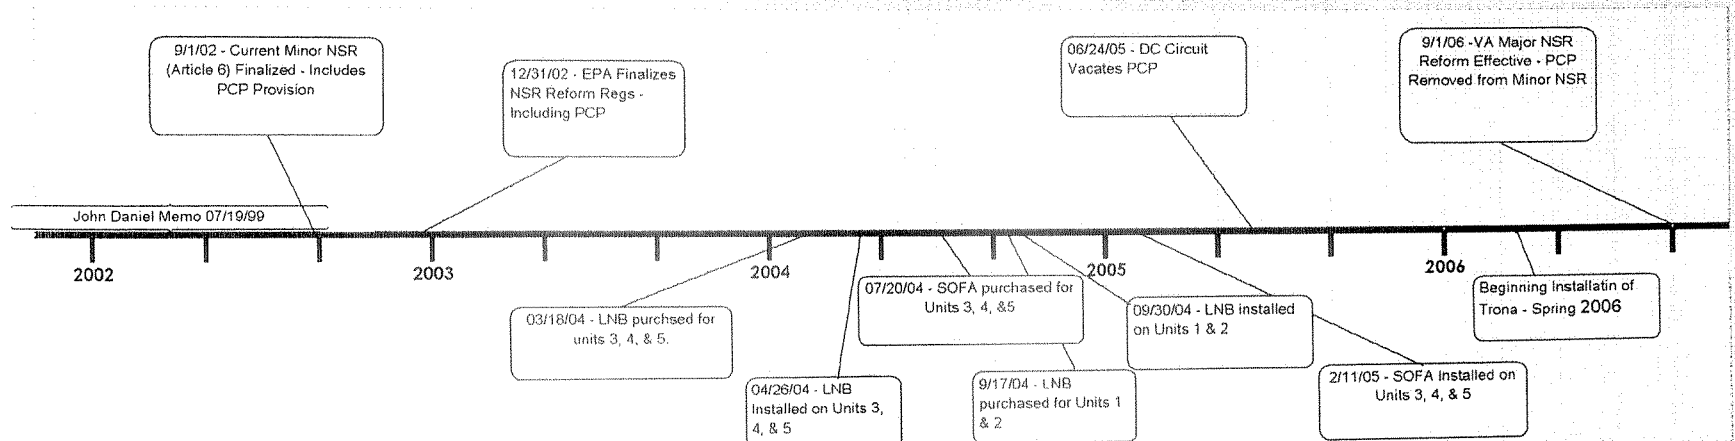 9/1/02 - Current Minor NSR
(Article 6) Finalized - Includes
PCP Provision
12/31/02 - EPA Finalizes
NSR Reform Regs -
Including PCP
06/24/05 - DC Circuit
Vacates PCP
9/1/06 -VA Major NSR
Reform Effective - PCP
Removed from Minor NSR
John Daniel Memo 07/19/99
2002
2003
2004
2005
2006
03/18/04 - LNB purchsed for
units 3, 4, & 5.
04/26/04 - LNB
Installed on Units 3,
4, & 5
07/20/04 - SOFA purchased for
Units 3, 4, &5
9/17/04 - LNB
purchased for Units 1
& 2
09/30/04 - LNB installed
on Units 1 & 2
2/11/05 - SOFA installed on
Units 3, 4, & 5
Beginning Installatin of
Trona - Spring 2006